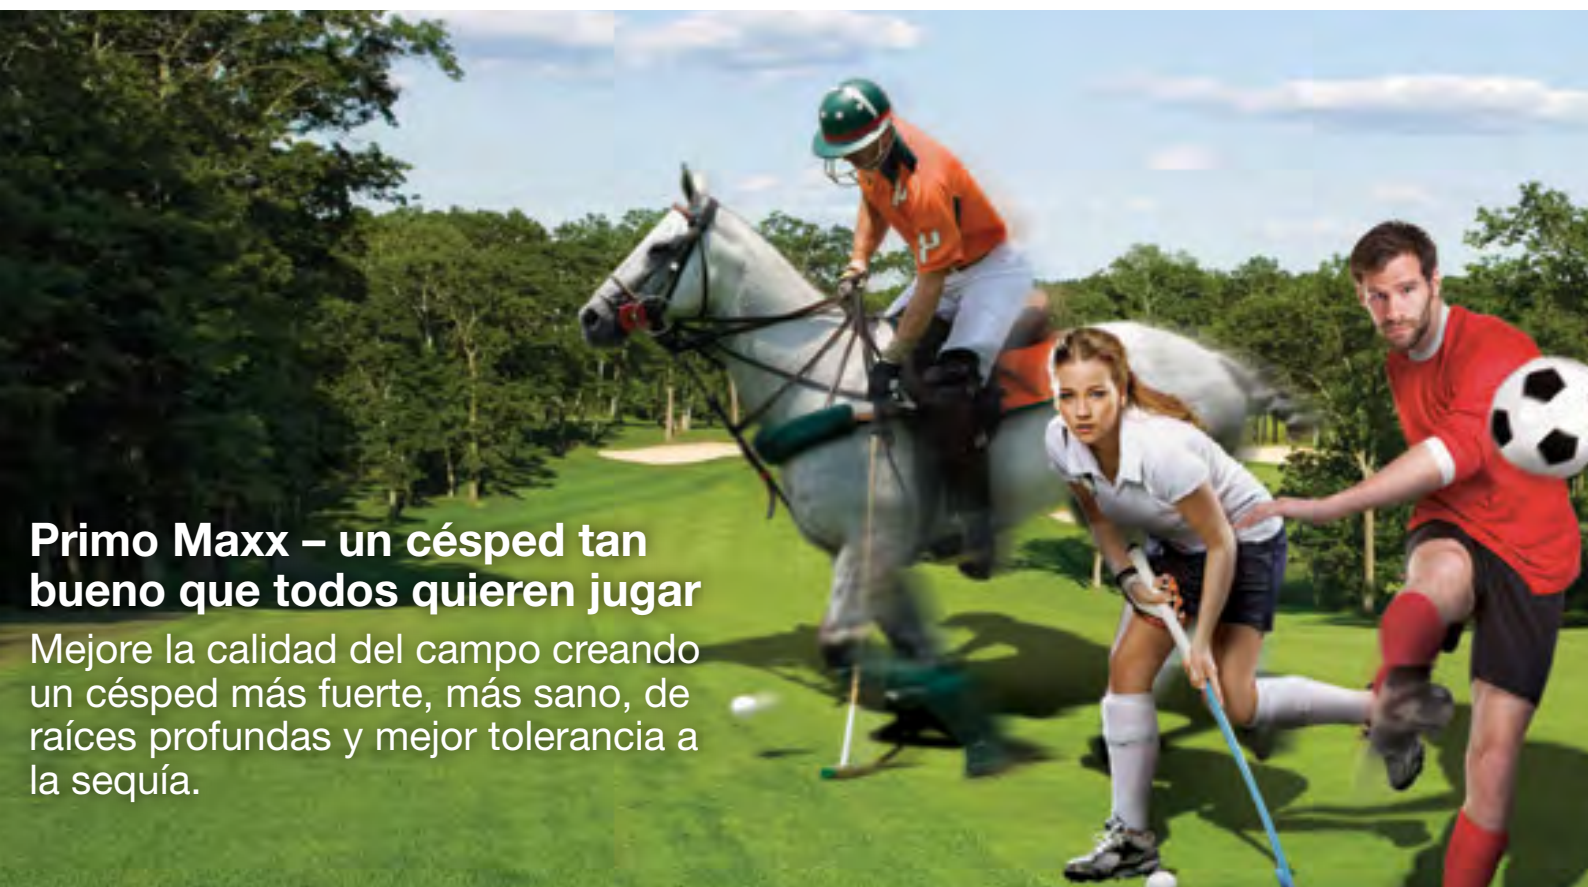 Primo Maxx – un césped tan
bueno que todos quieren jugar
Mejore la calidad del campo creando
un césped más fuerte, más sano, de
raíces profundas y mejor tolerancia a
la sequía.